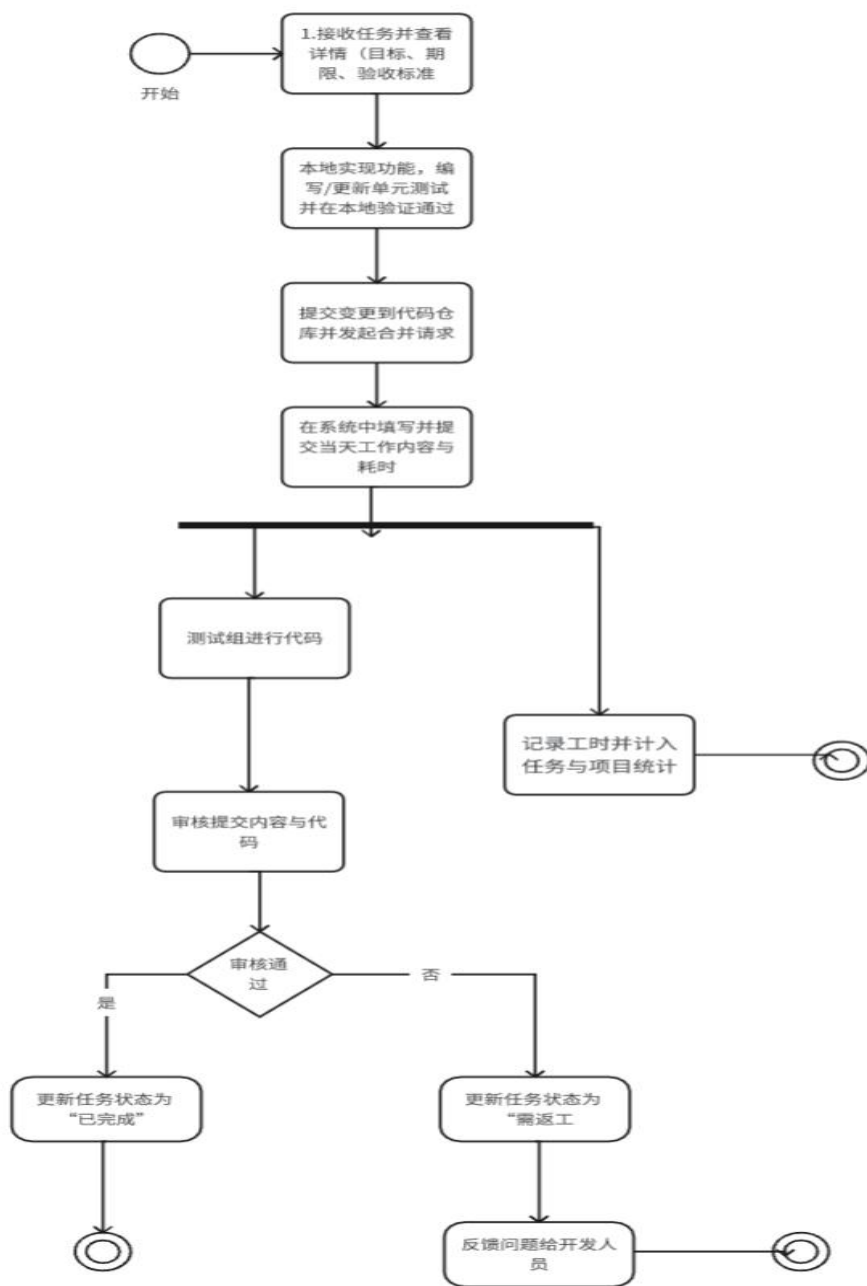 1.接收任务并查看
详情（目标、期
限、验收标准
开始
本地实现功能，编
写/更新单元测试
并在本地验证通过
提交变更到代码仓
库并发起合并请求
在系统中填写并提
交当天工作内容与
耗时
测试组进行代码
记录工时并计入
任务与项目统计
审核提交内容与代
码
审核通
过
是
否
更新任务状态为
“已完成”
更新任务状态为
“需返工
反馈问题给开发人
员